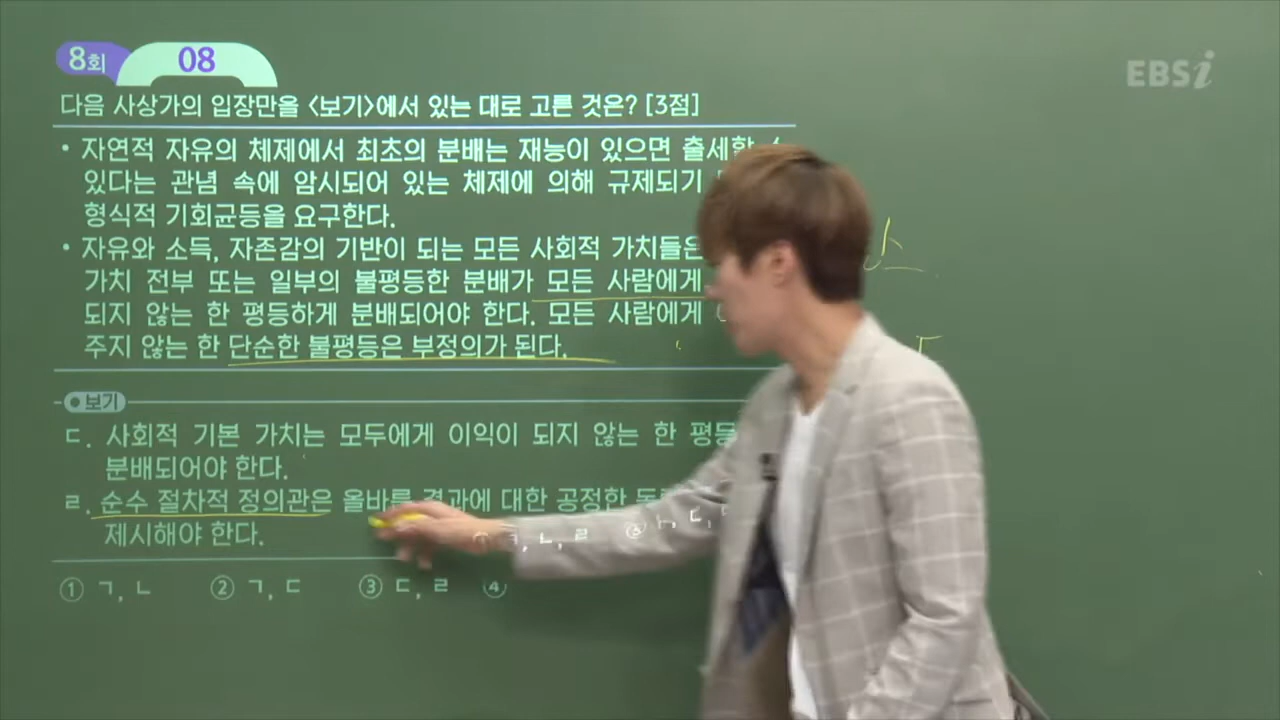 8회 08
EBSi
다음 사상가의 입장만을 <보기>에서 있는 대로 고른 것은? [3점]
• 자연적 자유의 체제에서 최초의 분배는 재능이 있으면 출세할
있다는 관념 속에 암시되어 있는 체제에 의해 규제되기
형식적 기회균등을 요구한다.
• 자유와 소득, 자존감의 기반이 되는 모든 사회적 가치들은
가치 전부 또는 일부의 불평등한 분배가 모든 사람에게
되지 않는 한 평등하게 분배되어야 한다. 모든 사람에게
주지 않는 한 단순한 불평등은 부정의가 된다.
보기
ㄷ. 사회적 기본 가치는 모두에게 이익이 되지 않는 한
분배되어야 한다.
ㄹ. 순수 절차적 정의관은 올바른 결과에 대한 공정한
제시해야 한다.
① ㄱ, ㄴ ② ㄱ, ㄷ ③ ㄷ, ㄹ ④ ㄱ, ㄴ, ㄹ ⑤ ㄴ, ㄷ,